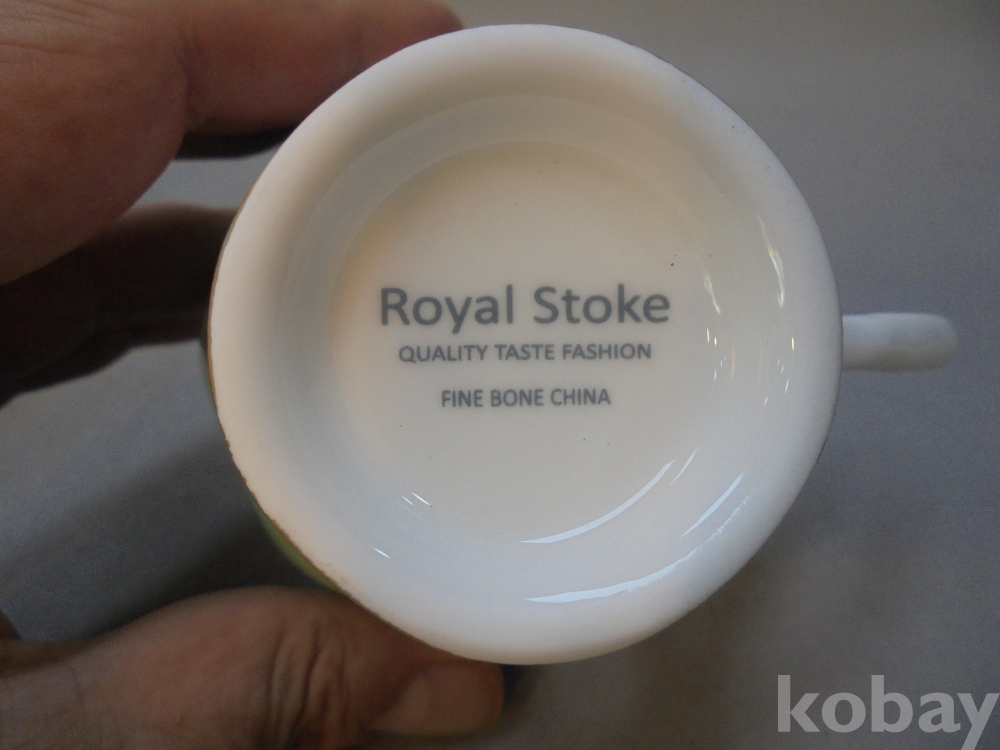 Royal Stoke
QUALITY TASTE FASHION
FINE BONE CHINA
kobay